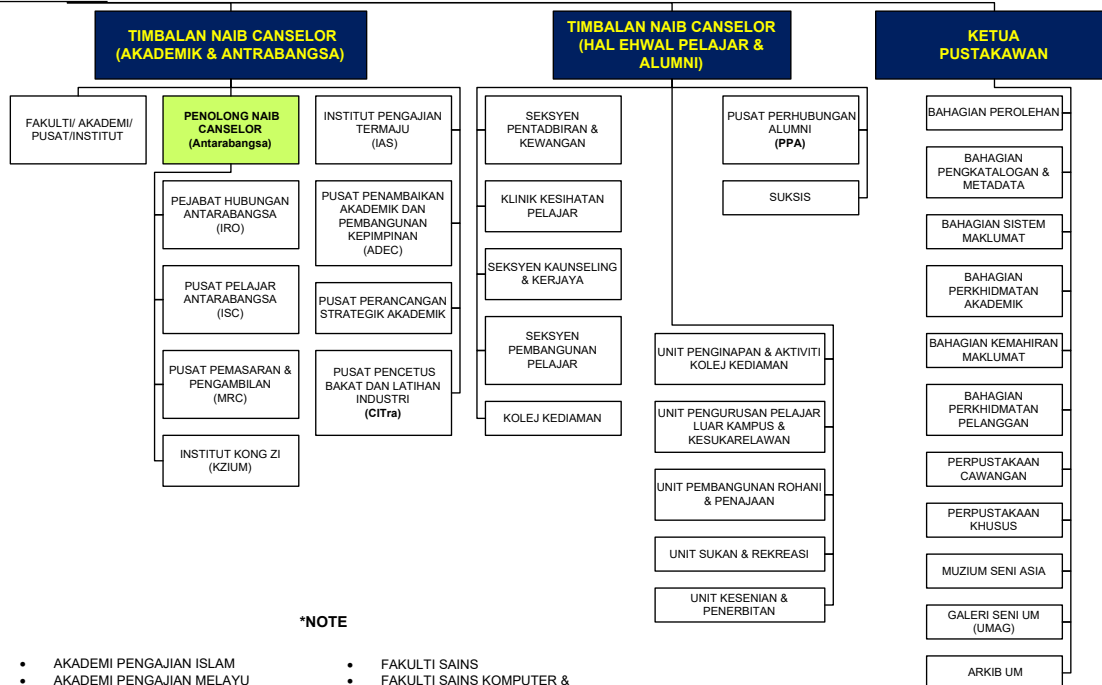 TIMBALAN NAIB CANSELOR
(AKADEMIK & ANTRABANGSA)
FAKULTI/ AKADEMI/
PUSAT/INSTITUT
PENOLONG NAIB
CANSELOR
(Antarabangsa)
PEJABAT HUBUNGAN
ANTARABANGSA
(IRO)
PUSAT PELAJAR
ANTARABANGSA
(ISC)
PUSAT PEMASARAN &
PENGAMBILAN
(MRC)
INSTITUT KONG ZI
(KZIUM)
INSTITUT PENGAJIAN
TERMAJU
(IAS)
PUSAT PENAMBAIKAN
AKADEMIK DAN
PEMBANGUNAN
KEPIMPINAN
(ADEC)
PUSAT PERANCANGAN
STRATEGIK AKADEMIK
PUSAT PENCETUS
BAKAT DAN LATIHAN
INDUSTRI
(CITra)
TIMBALAN NAIB CANSELOR
(HAL EHWAL PELAJAR &
ALUMNI)
SEKSYEN
PENTADBIRAN &
KEWANGAN
KLINIK KESIHATAN
PELAJAR
SEKSYEN KAUNSELING
& KERJAYA
SEKSYEN
PEMBANGUNAN
PELAJAR
KOLEJ KEDIAMAN
PUSAT PERHUBUNGAN
ALUMNI
(PPA)
SUKSIS
UNIT PENGINAPAN & AKTIVITI
KOLEJ KEDIAMAN
UNIT PENGURUSAN PELAJAR
LUAR KAMPUS &
KESUKARELAWAN
UNIT PEMBANGUNAN ROHANI
& PENAJAAN
UNIT SUKAN & REKREASI
UNIT KESENIAN &
PENERBITAN
KETUA
PUSTAKAWAN
BAHAGIAN PEROLEHAN
BAHAGIAN
PENGKATALOGAN &
METADATA
BAHAGIAN SISTEM
MAKLUMAT
BAHAGIAN
PERKHIDMATAN
AKADEMIK
BAHAGIAN KEMAHIRAN
MAKLUMAT
BAHAGIAN
PERKHIDMATAN
PELANGGAN
PERPUSTAKAAN
CAWANGAN
PERPUSTAKAAN
KHUSUS
MUZIUM SENI ASIA
GALERI SENI UM
(UMAG)
ARKIB UM
*NOTE
• AKADEMI PENGAJIAN ISLAM
• AKADEMI PENGAJIAN MELAYU
• FAKULTI SAINS
• FAKULTI SAINS KOMPUTER &